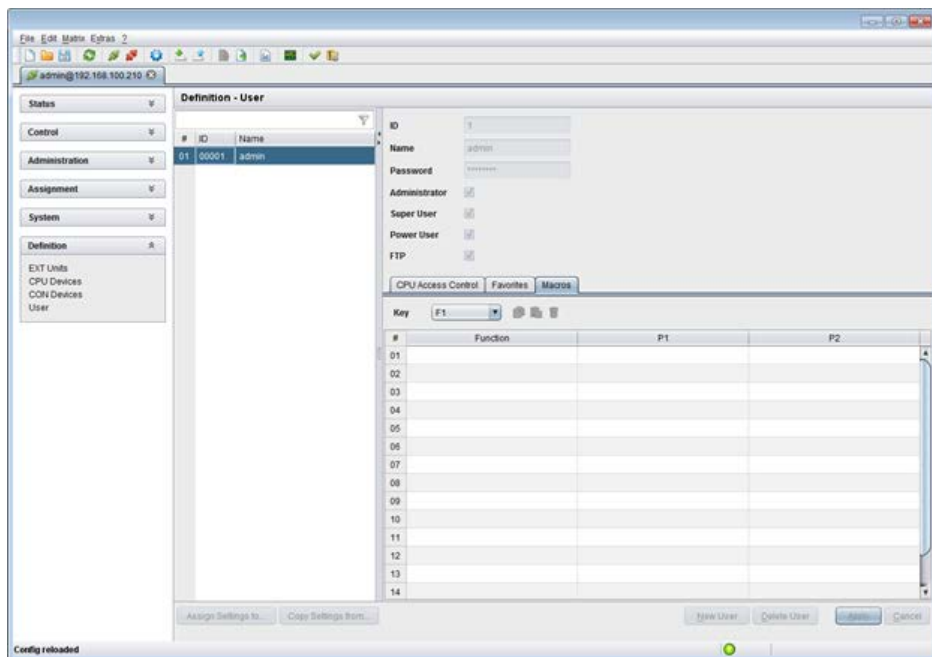 File Edit Matrix Extras ?
admin@192.168.100.210
Status
Control
Administration
Assignment
System
Definition
EXT Units
CPU Devices
CON Devices
User
Definition - User
# ID Name
01 00001 admin
ID 1
Name admin
Password ********
Administrator
Super User
Power User
FTP
CPU Access Control Favorites Macros
Key F1
# Function P1 P2
01
02
03
04
05
06
07
08
09
10
11
12
13
14
Assign Settings to... Copy Settings from... New User Delete User Apply Cancel
Config reloaded